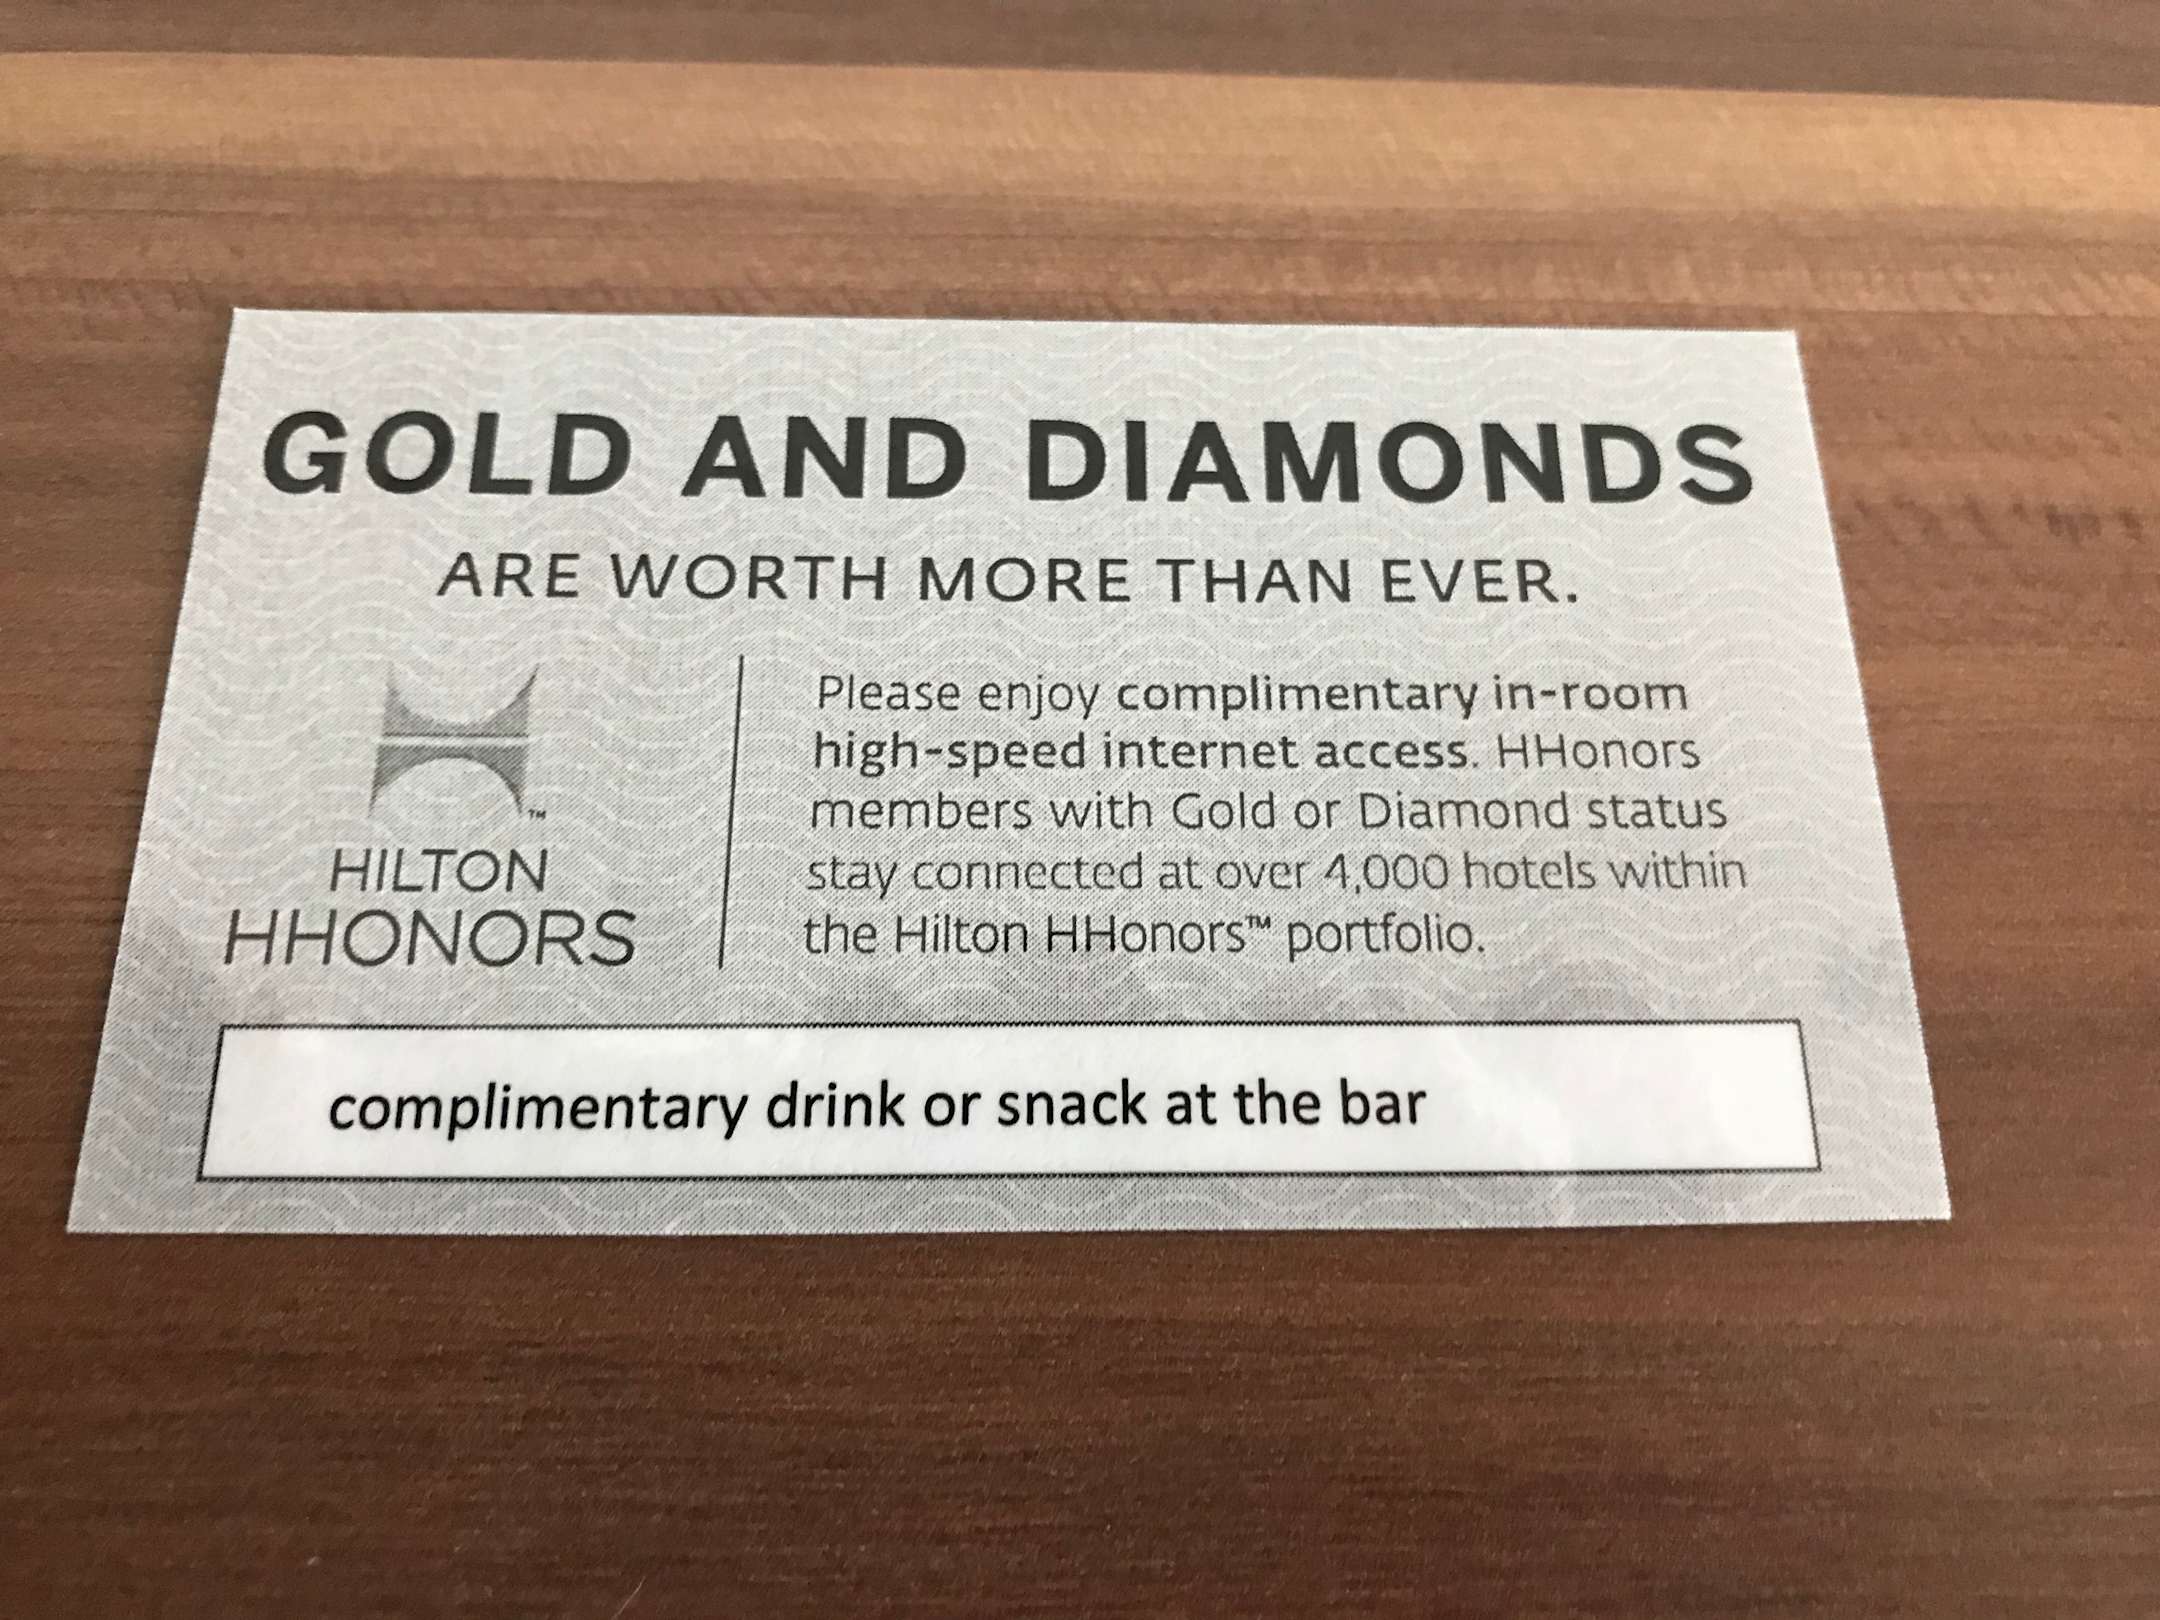 GOLD AND DIAMONDS
ARE WORTH MORE THAN EVER.
™
HILTON
HHONORS
Please enjoy complimentary in-room
high-speed internet access. HHonors
members with Gold or Diamond status
stay connected at over 4,000 hotels within
the Hilton HHonors™ portfolio.
complimentary drink or snack at the bar